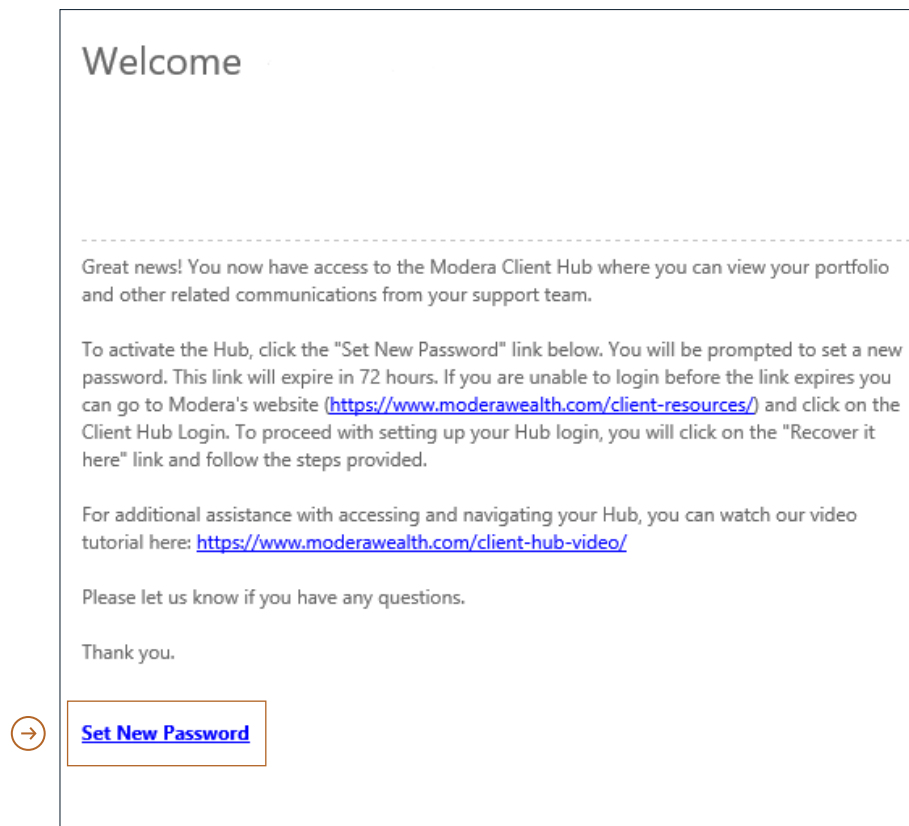 Welcome
Great news! You now have access to the Modera Client Hub where you can view your portfolio
and other related communications from your support team.
To activate the Hub, click the "Set New Password" link below. You will be prompted to set a new
password. This link will expire in 72 hours. If you are unable to login before the link expires you
can go to Modera's website (https://www.moderawealth.com/client-resources/) and click on the
Client Hub Login. To proceed with setting up your Hub login, you will click on the "Recover it
here" link and follow the steps provided.
For additional assistance with accessing and navigating your Hub, you can watch our video
tutorial here: https://www.moderawealth.com/client-hub-video/
Please let us know if you have any questions.
Thank you.
Set New Password